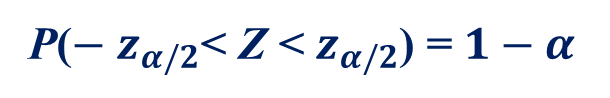 P(− z_{α/2} < Z < z_{α/2}) = 1 − α